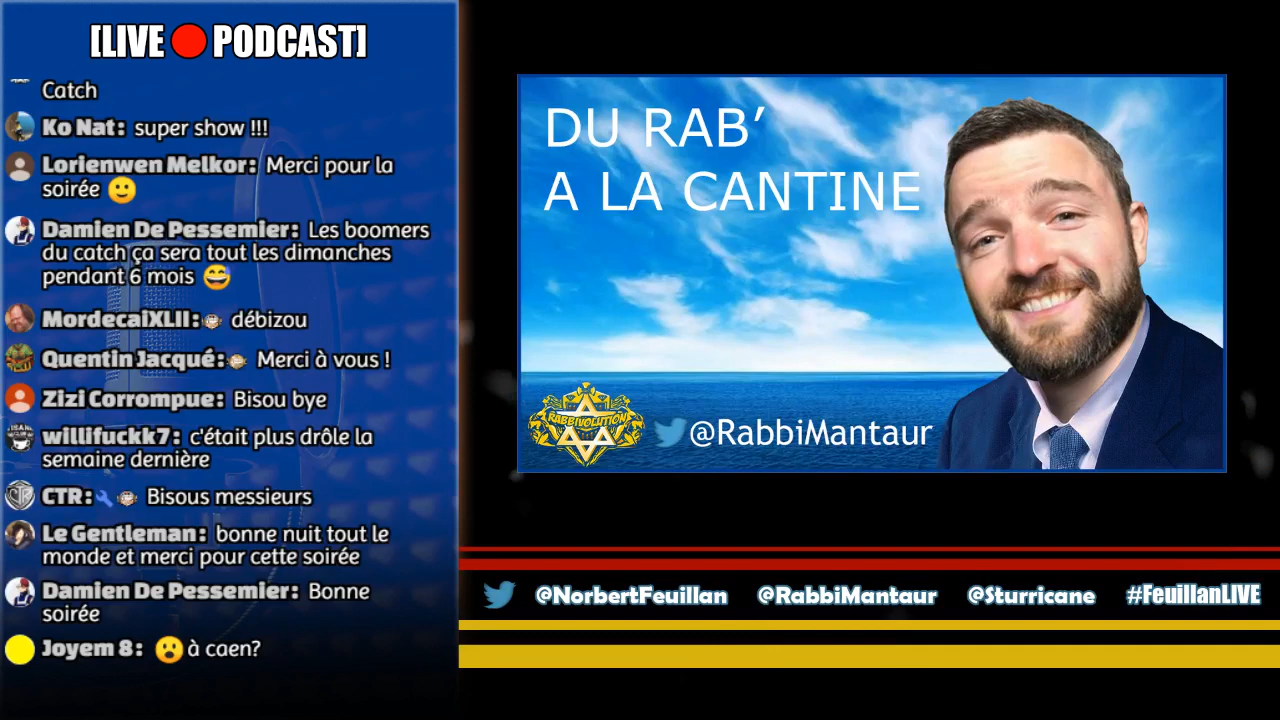 [LIVE PODCAST]
Catch
Ko Nat: super show !!!
Lorienwen Melkor: Merci pour la
soirée 🙂
Damien De Pessemier: Les boomers
du catch ça sera tout les dimanches
pendant 6 mois 😅
MordecaiXLII: débizou
Quentin Jacqué: Merci à vous !
Zizi Corrompue: Bisou bye
willifuckk7: c'était plus drôle la
semaine dernière
CTR: Bisous messieurs
Le Gentleman: bonne nuit tout le
monde et merci pour cette soirée
Damien De Pessemier: Bonne
soirée
Joyem 8: 😮 à caen?
DU RAB’
A LA CANTINE
RABBIVOLUTION
@RabbiMantaur
@NorbertFeuillan @RabbiMantaur @Sturricane #FeuillanLIVE